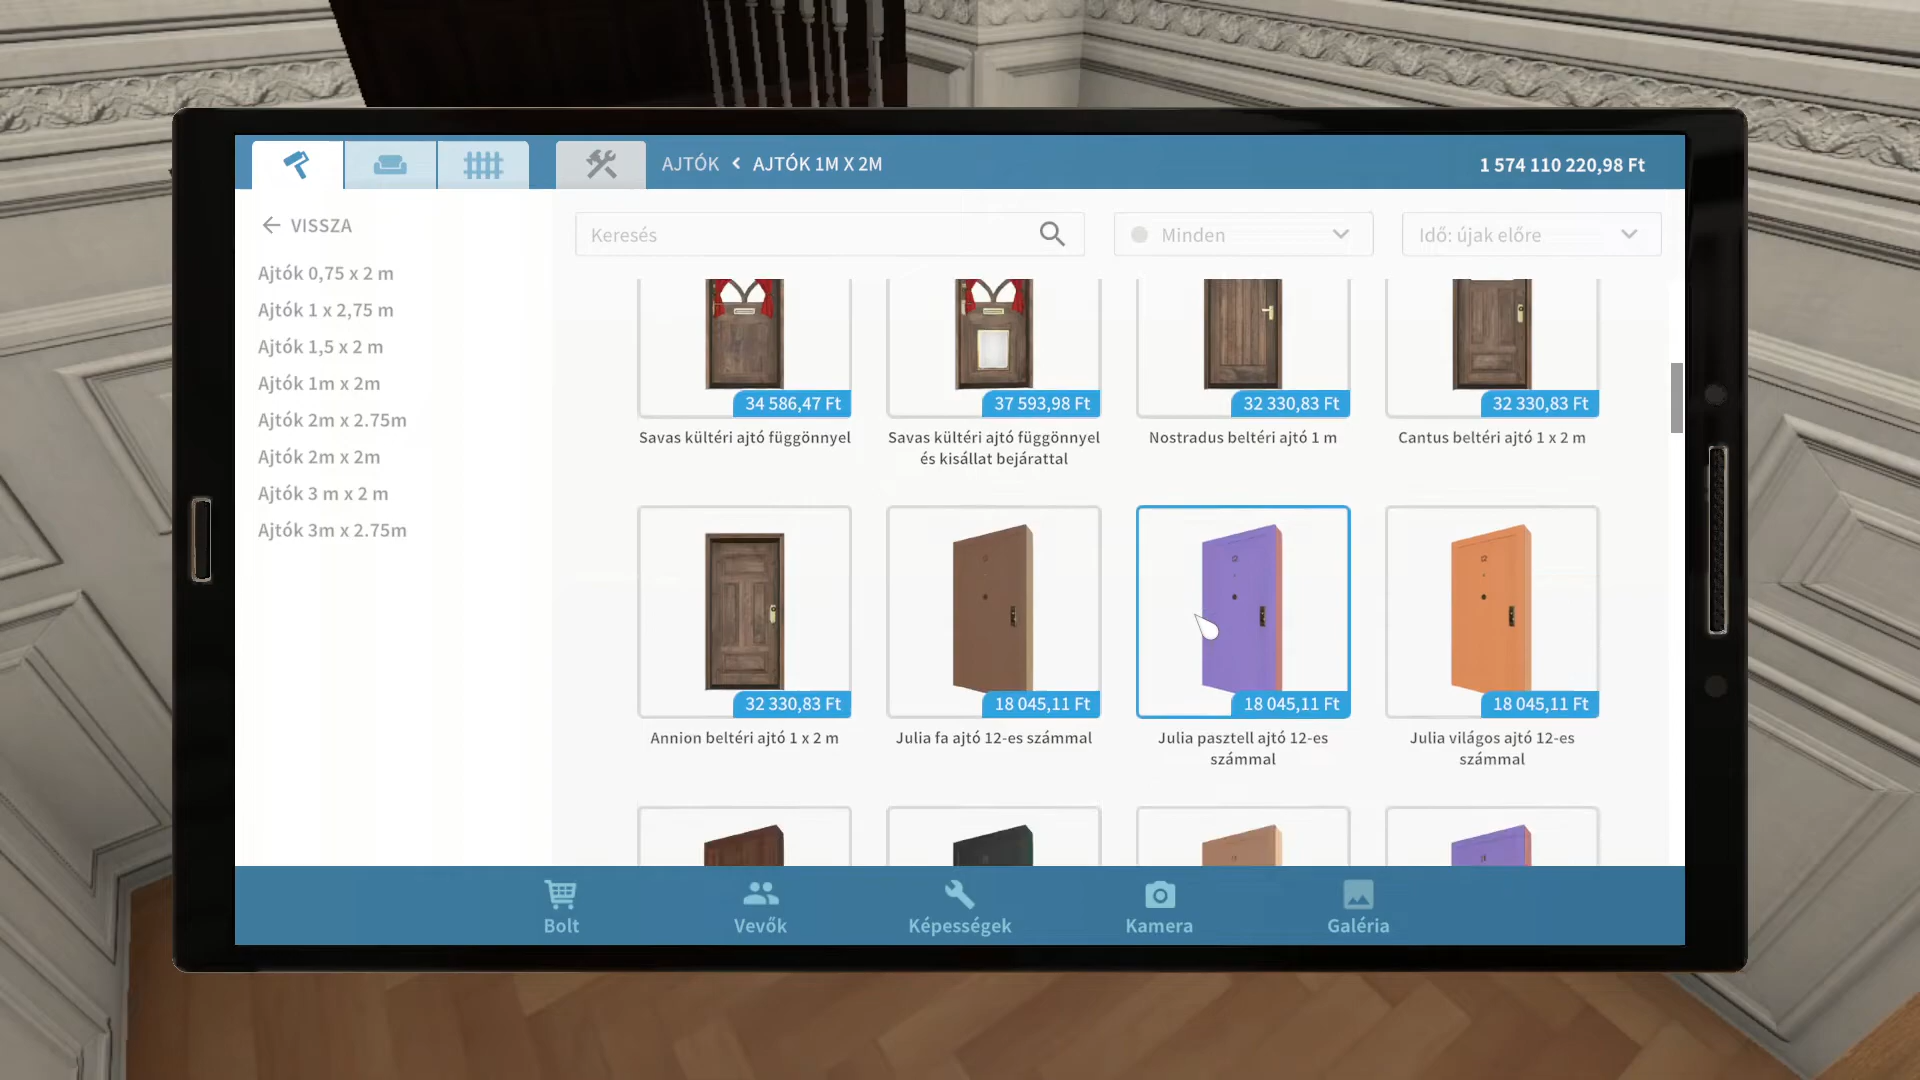 AJTÓK < AJTÓK 1M X 2M
1 574 110 220,98 Ft
VISSZA
Keresés
Minden
Idő: újak előre
Ajtók 0,75 x 2 m
Ajtók 1 x 2,75 m
Ajtók 1,5 x 2 m
Ajtók 1m x 2m
Ajtók 2m x 2.75m
Ajtók 2m x 2m
Ajtók 3 m x 2 m
Ajtók 3m x 2.75m
34 586,47 Ft
37 593,98 Ft
32 330,83 Ft
32 330,83 Ft
Savas kültéri ajtó függönnyel
Savas kültéri ajtó függönnyel
és kisállat bejárattal
Nostradus beltéri ajtó 1 m
Cantus beltéri ajtó 1 x 2 m
32 330,83 Ft
18 045,11 Ft
18 045,11 Ft
18 045,11 Ft
Annion beltéri ajtó 1 x 2 m
Julia fa ajtó 12-es számmal
Julia pasztell ajtó 12-es
számmal
Julia világos ajtó 12-es
számmal
Bolt
Vevők
Képességek
Kamera
Galéria